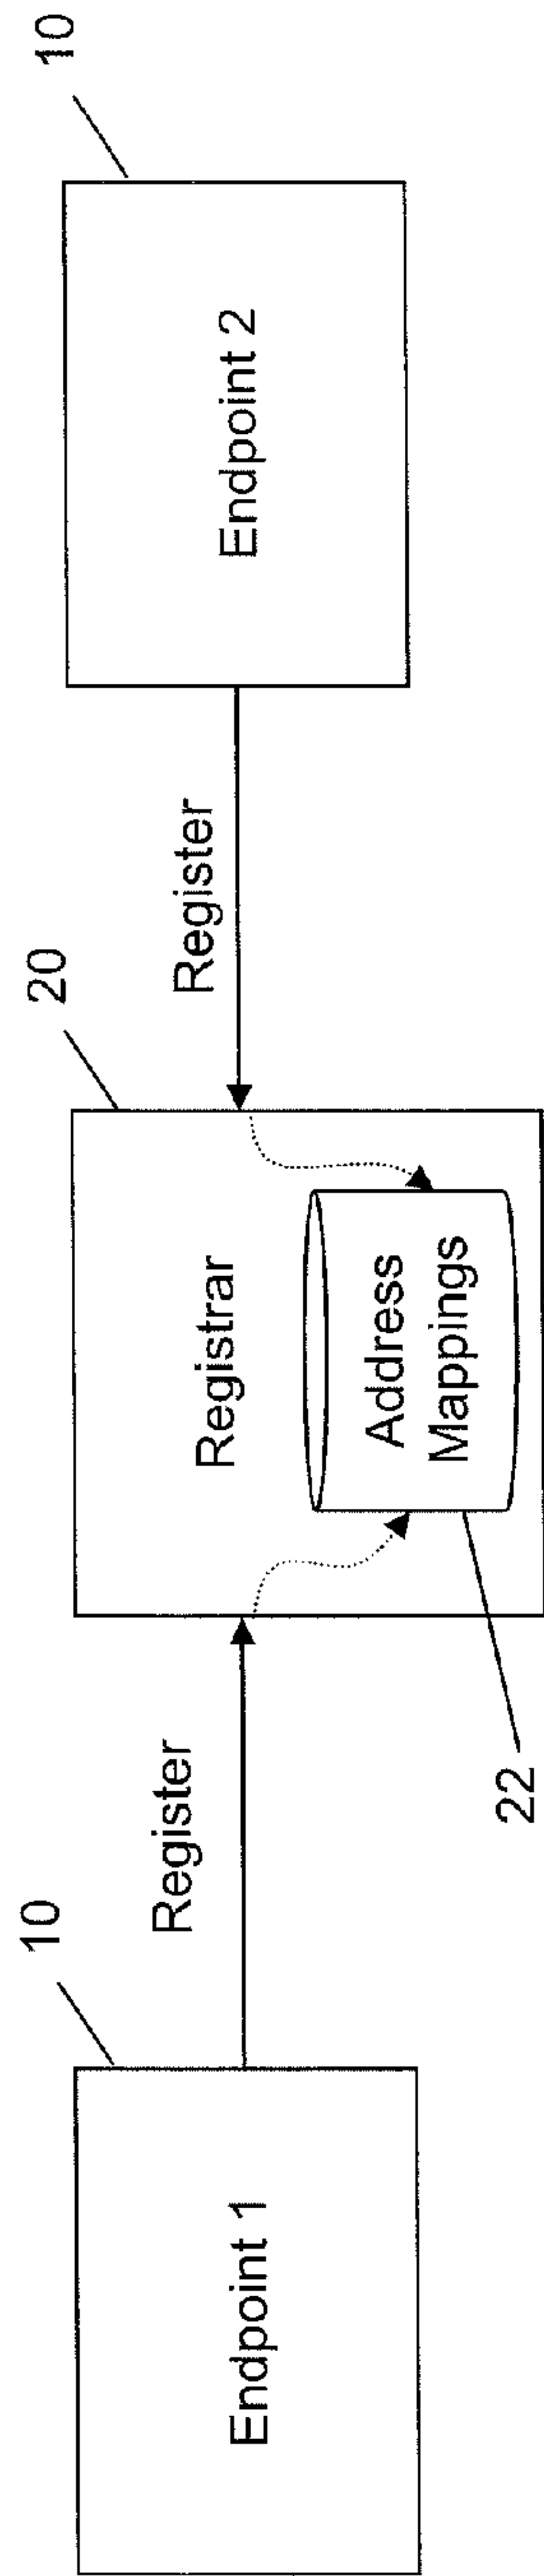 10
Endpoint 1
Register
20
Registrar
Address
Mappings
22
Register
10
Endpoint 2